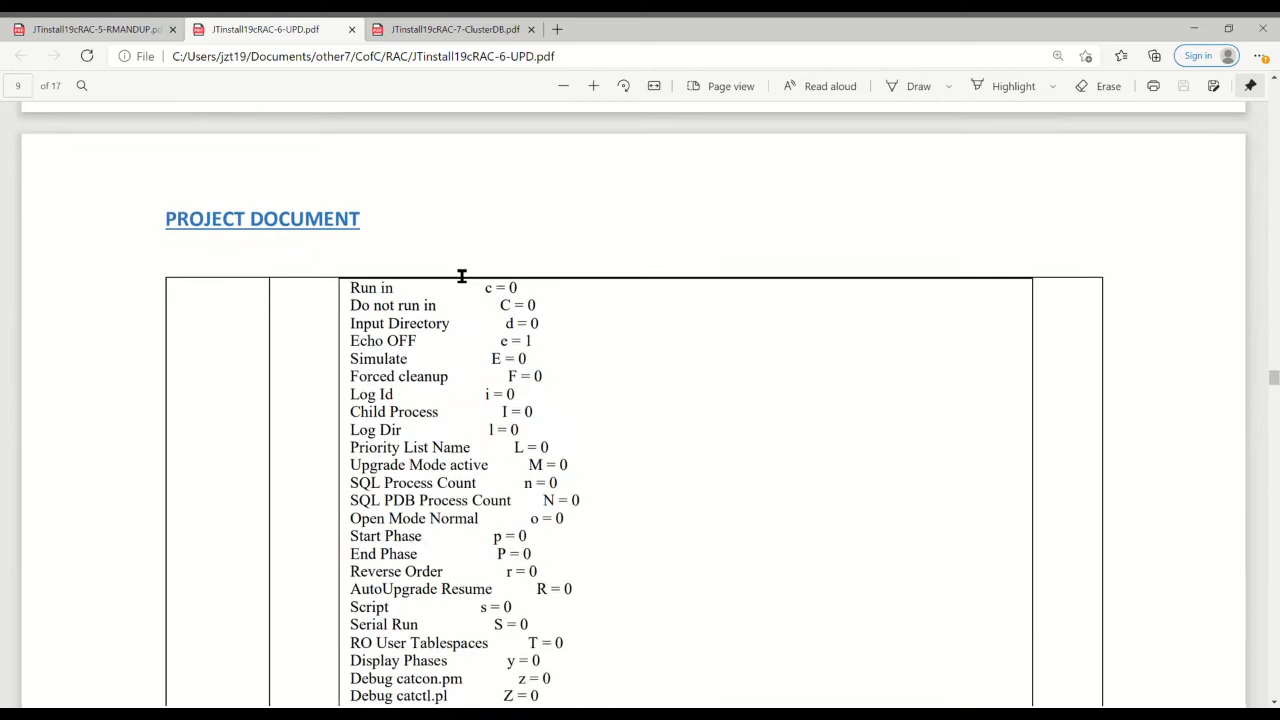 JTinstall19cRAC-5-RMANDUP.pd
JTinstall19cRAC-6-UPD.pdf
JTinstall19cRAC-7-ClusterDB.pdf
File C:/Users/jzt19/Documents/other7/CofC/RAC/JTinstall19cRAC-6-UPD.pdf Sign in
9 of 17 Page view Read aloud Draw Highlight Erase
PROJECT DOCUMENT
Run in c = 0
Do not run in C = 0
Input Directory d = 0
Echo OFF e = 1
Simulate E = 0
Forced cleanup F = 0
Log Id i = 0
Child Process I = 0
Log Dir l = 0
Priority List Name L = 0
Upgrade Mode active M = 0
SQL Process Count n = 0
SQL PDB Process Count N = 0
Open Mode Normal o = 0
Start Phase p = 0
End Phase P = 0
Reverse Order r = 0
AutoUpgrade Resume R = 0
Script s = 0
Serial Run S = 0
RO User Tablespaces T = 0
Display Phases y = 0
Debug catcon.pm z = 0
Debug catctl.pl Z = 0